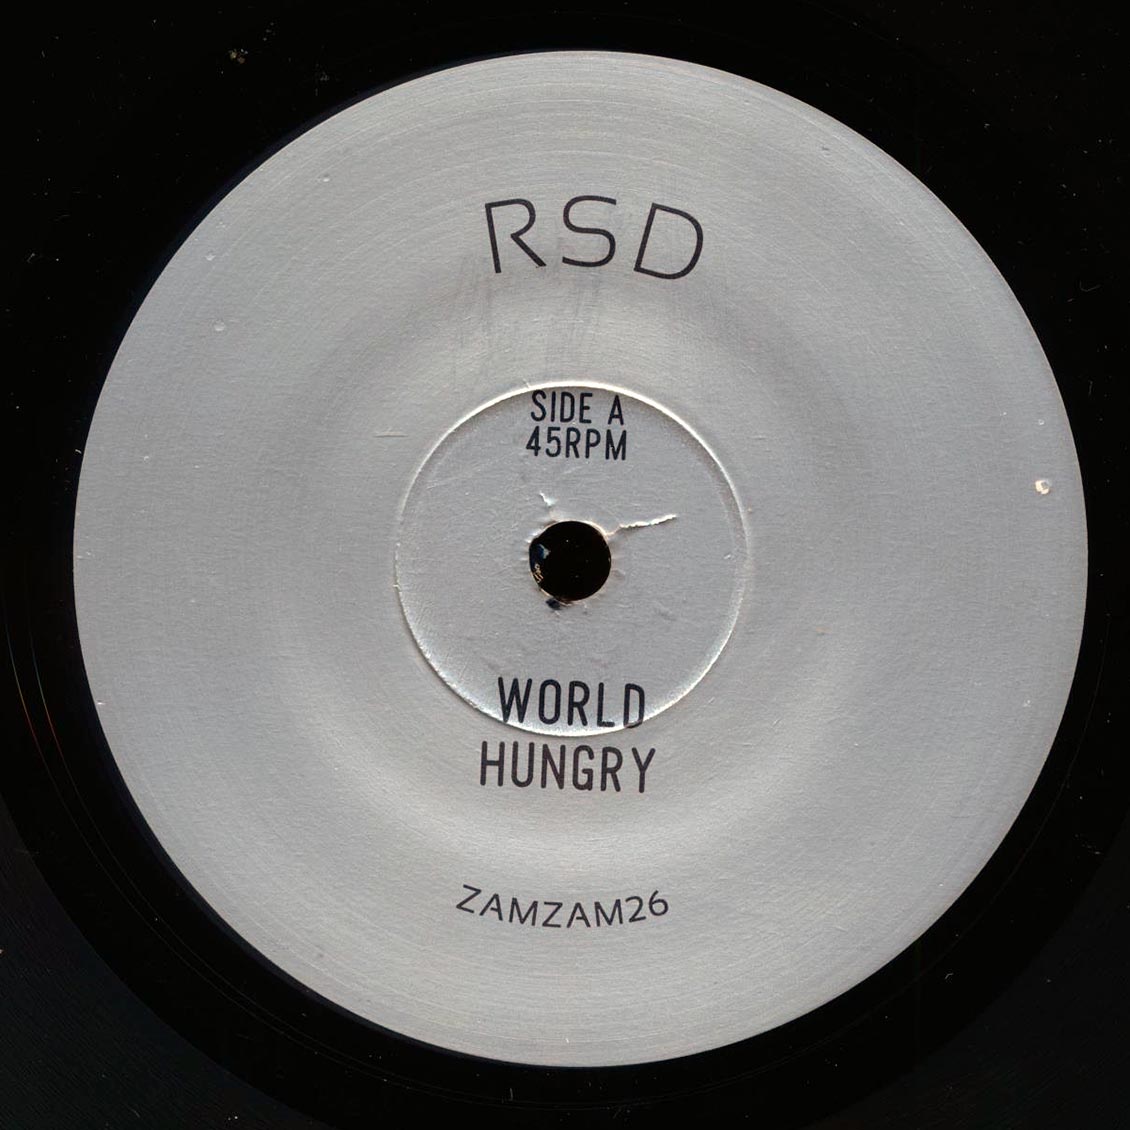 RSD
SIDE A
45RPM
WORLD
HUNGRY
ZAMZAM26